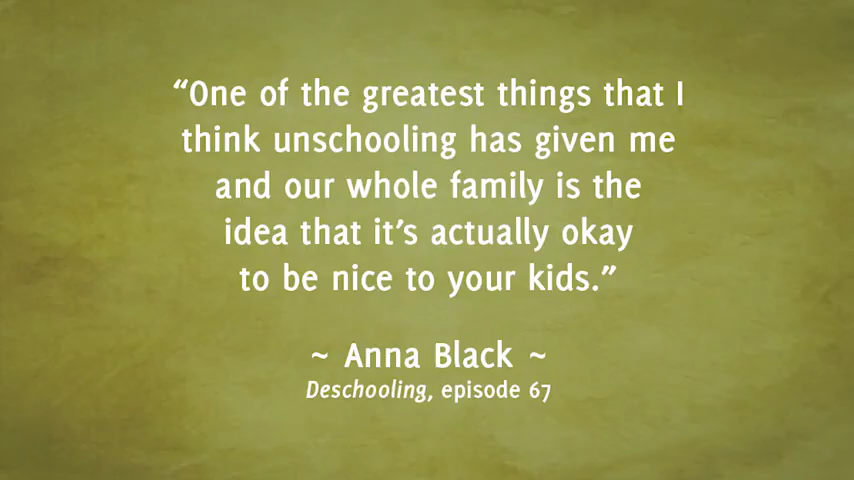 “One of the greatest things that I
think unschooling has given me
and our whole family is the
idea that it’s actually okay
to be nice to your kids.”
~ Anna Black ~
Deschooling, episode 67